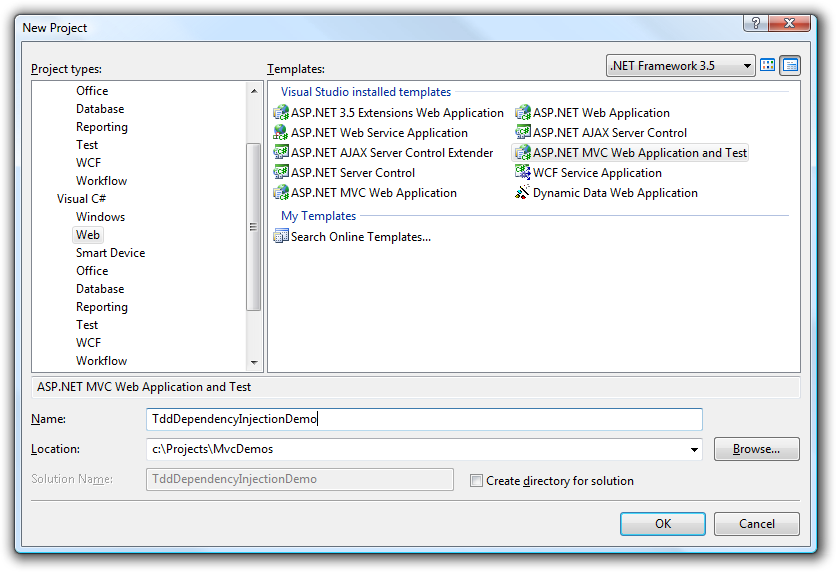 New Project
Project types:
Templates:
.NET Framework 3.5
Office
Database
Reporting
Test
WCF
Workflow
Visual C#
Windows
Web
Smart Device
Office
Database
Reporting
Test
WCF
Workflow
Visual Studio installed templates
ASP.NET 3.5 Extensions Web Application
ASP.NET Web Application
ASP.NET Web Service Application
ASP.NET AJAX Server Control
ASP.NET AJAX Server Control Extender
ASP.NET MVC Web Application and Test
ASP.NET Server Control
WCF Service Application
ASP.NET MVC Web Application
Dynamic Data Web Application
My Templates
Search Online Templates...
ASP.NET MVC Web Application and Test
Name:
TddDependencyInjectionDemo
Location:
c:\Projects\MvcDemos
Browse...
Solution Name:
TddDependencyInjectionDemo
Create directory for solution
OK
Cancel